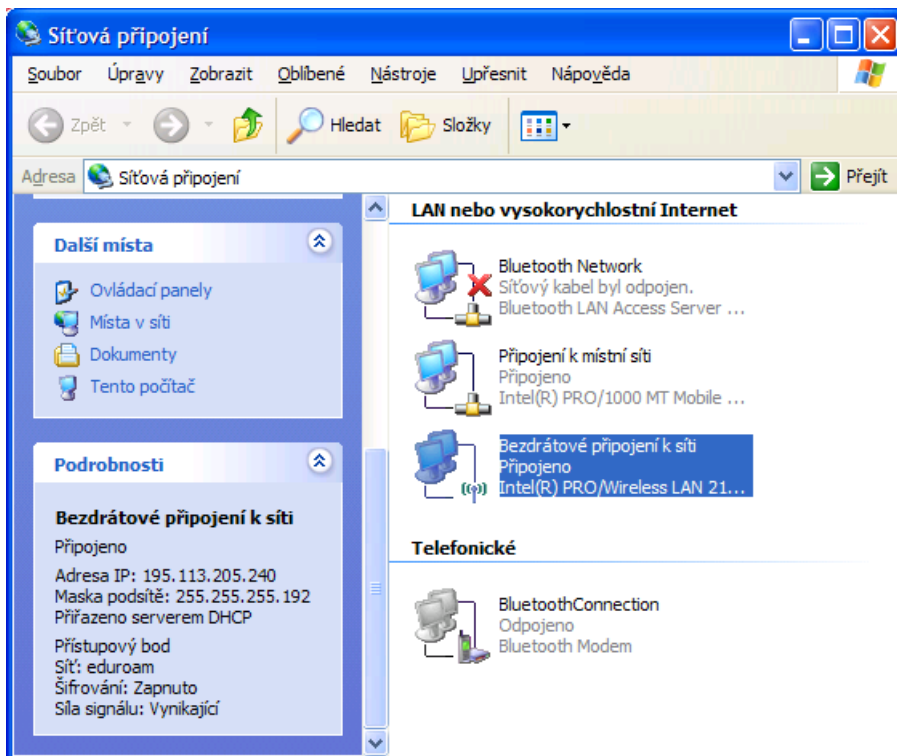 Síťová připojení
Soubor Úpravy Zobrazit Oblíbené Nástroje Upřesnit Nápověda
Zpět Hledat Složky
Adresa Síťová připojení Přejít
Další místa
Ovládací panely
Místa v síti
Dokumenty
Tento počítač
Podrobnosti
Bezdrátové připojení k síti
Připojeno
Adresa IP: 195.113.205.240
Maska podsítě: 255.255.255.192
Přiřazeno serverem DHCP
Přístupový bod
Síť: eduroam
Šifrování: Zapnuto
Síla signálu: Vynikající
LAN nebo vysokorychlostní Internet
Bluetooth Network
Síťový kabel byl odpojen.
Bluetooth LAN Access Server ...
Připojení k místní síti
Připojeno
Intel(R) PRO/1000 MT Mobile ...
Bezdrátové připojení k síti
Připojeno
Intel(R) PRO/Wireless LAN 21...
Telefonické
BluetoothConnection
Odpojeno
Bluetooth Modem